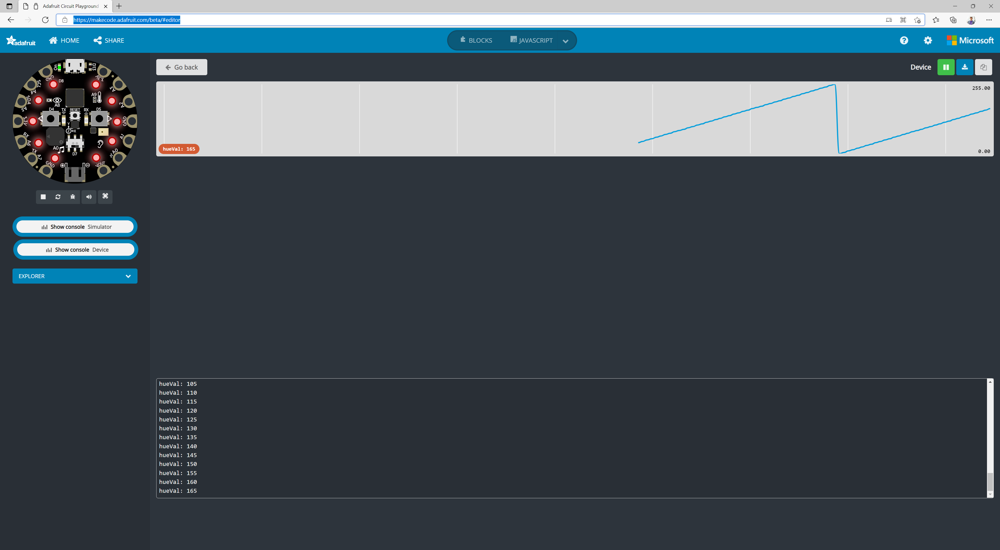 Adafruit Circuit Playground
https://makecode.adafruit.com/beta/#editor
adafruit
HOME
SHARE
BLOCKS
JS JAVASCRIPT
Microsoft
Go back
Device
255.00
0.00
hueVal: 165
ON
D13
GND
D8
3.3V
SCL
A4
A3
SDA
A5
A8
A9
A2
D4
TX
RESET
RX
D5
3.3V
A
B
GND
Y
Z
X
RX
A6
A1
TX
A7
A0
D7
A0
GND
VOUT
Show console Simulator
Show console Device
EXPLORER
hueVal: 105
hueVal: 110
hueVal: 115
hueVal: 120
hueVal: 125
hueVal: 130
hueVal: 135
hueVal: 140
hueVal: 145
hueVal: 150
hueVal: 155
hueVal: 160
hueVal: 165